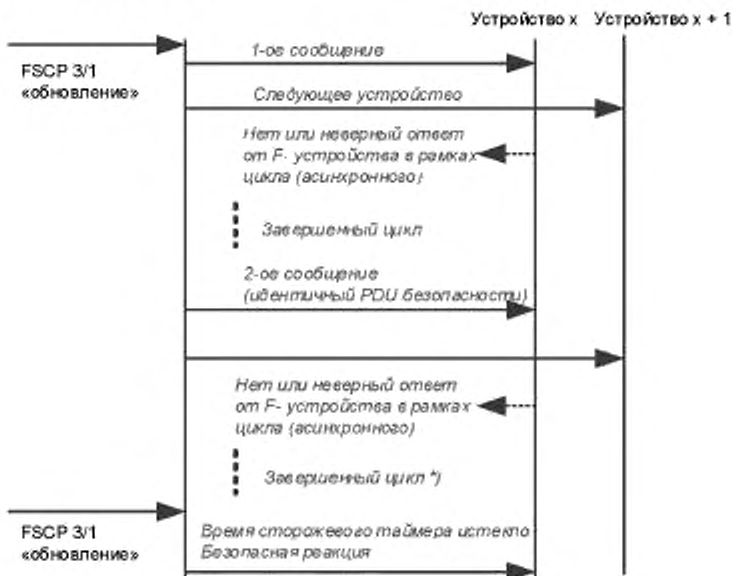 Устройство x Устройство x + 1
1-ое сообщение
FSCP 3/1
«обновление»
Следующее устройство
Нет или неверный ответ
от F- устройства в рамках
цикла (асинхронного)
Завершенный цикл
2-ое сообщение
(идентичный PDU безопасности)
Нет или неверный ответ
от F- устройства в рамках
цикла (асинхронного)
Завершенный цикл *)
FSCP 3/1
«обновление»
Время сторожевого таймера истекло
Безопасная реакция